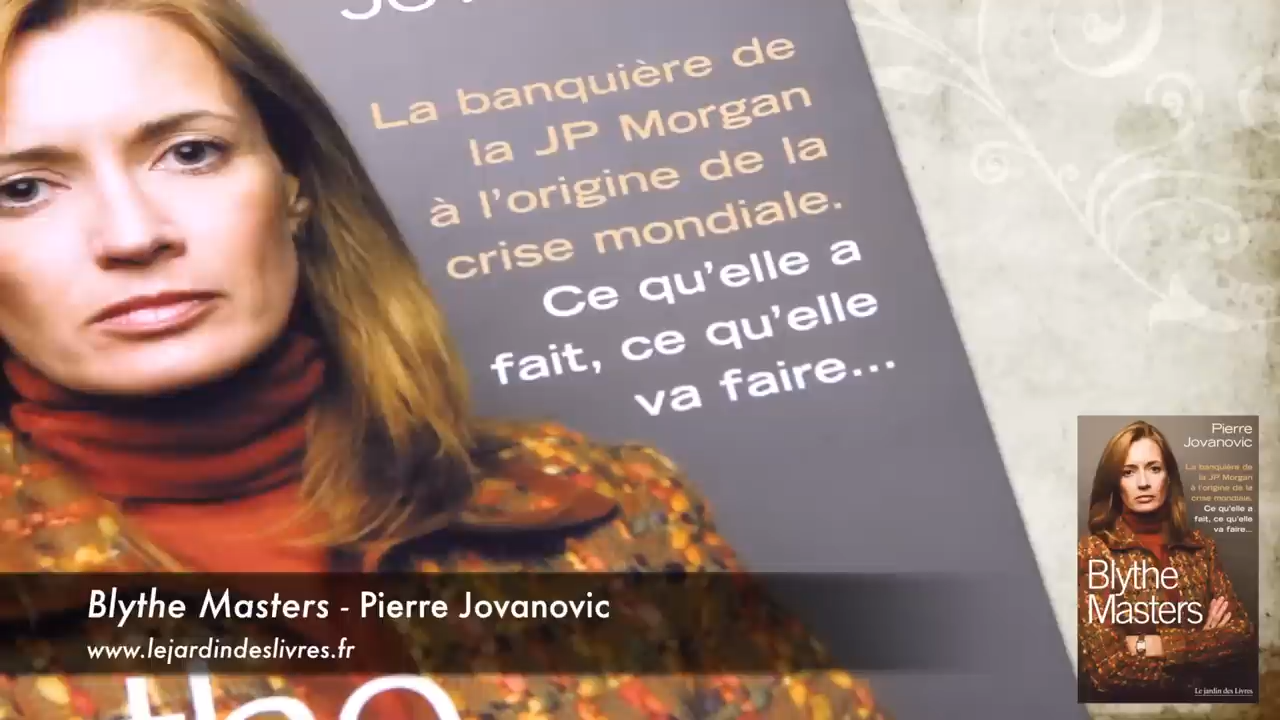 La banquière de
la JP Morgan
à l'origine de la
crise mondiale.
Ce qu'elle a
fait, ce qu'elle
va faire...
Blythe Masters - Pierre Jovanovic
www.lejardindeslivres.fr
Pierre
Jovanovic
La banquière de
la JP Morgan
à l'origine de la
crise mondiale.
Ce qu'elle a
fait, ce qu'elle
va faire...
Blythe
Masters
Le jardin des Livres